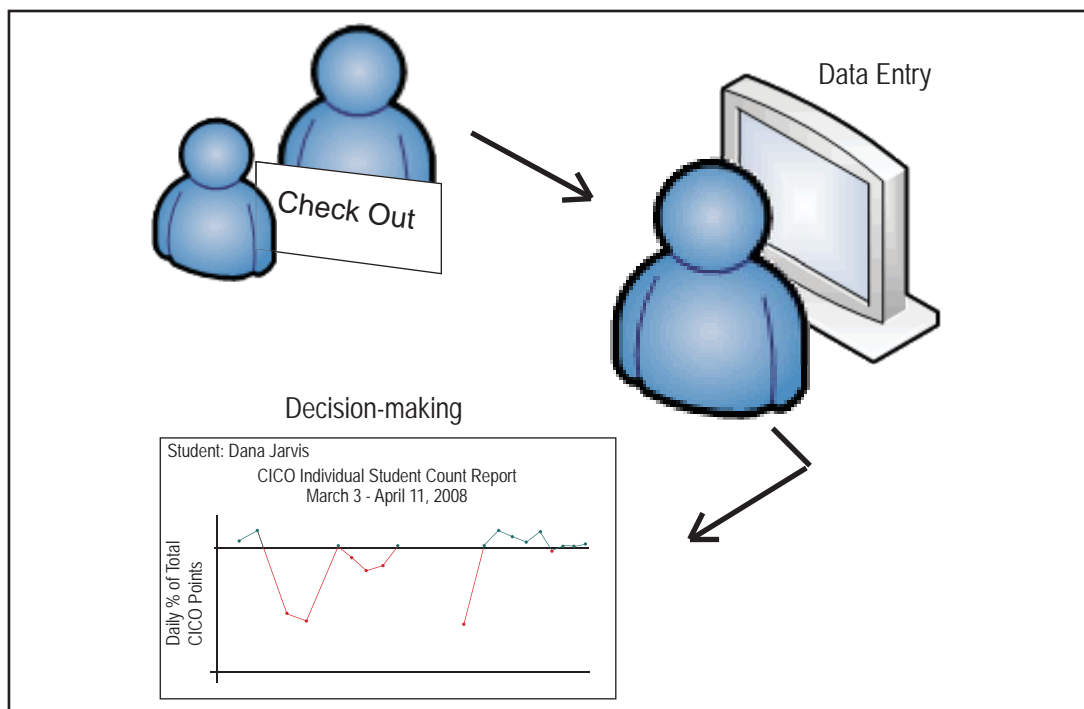 Data Entry
Check Out
Decision-making
Student: Dana Jarvis
CICO Individual Student Count Report
March 3 - April 11, 2008
Daily % of Total
CICO Points